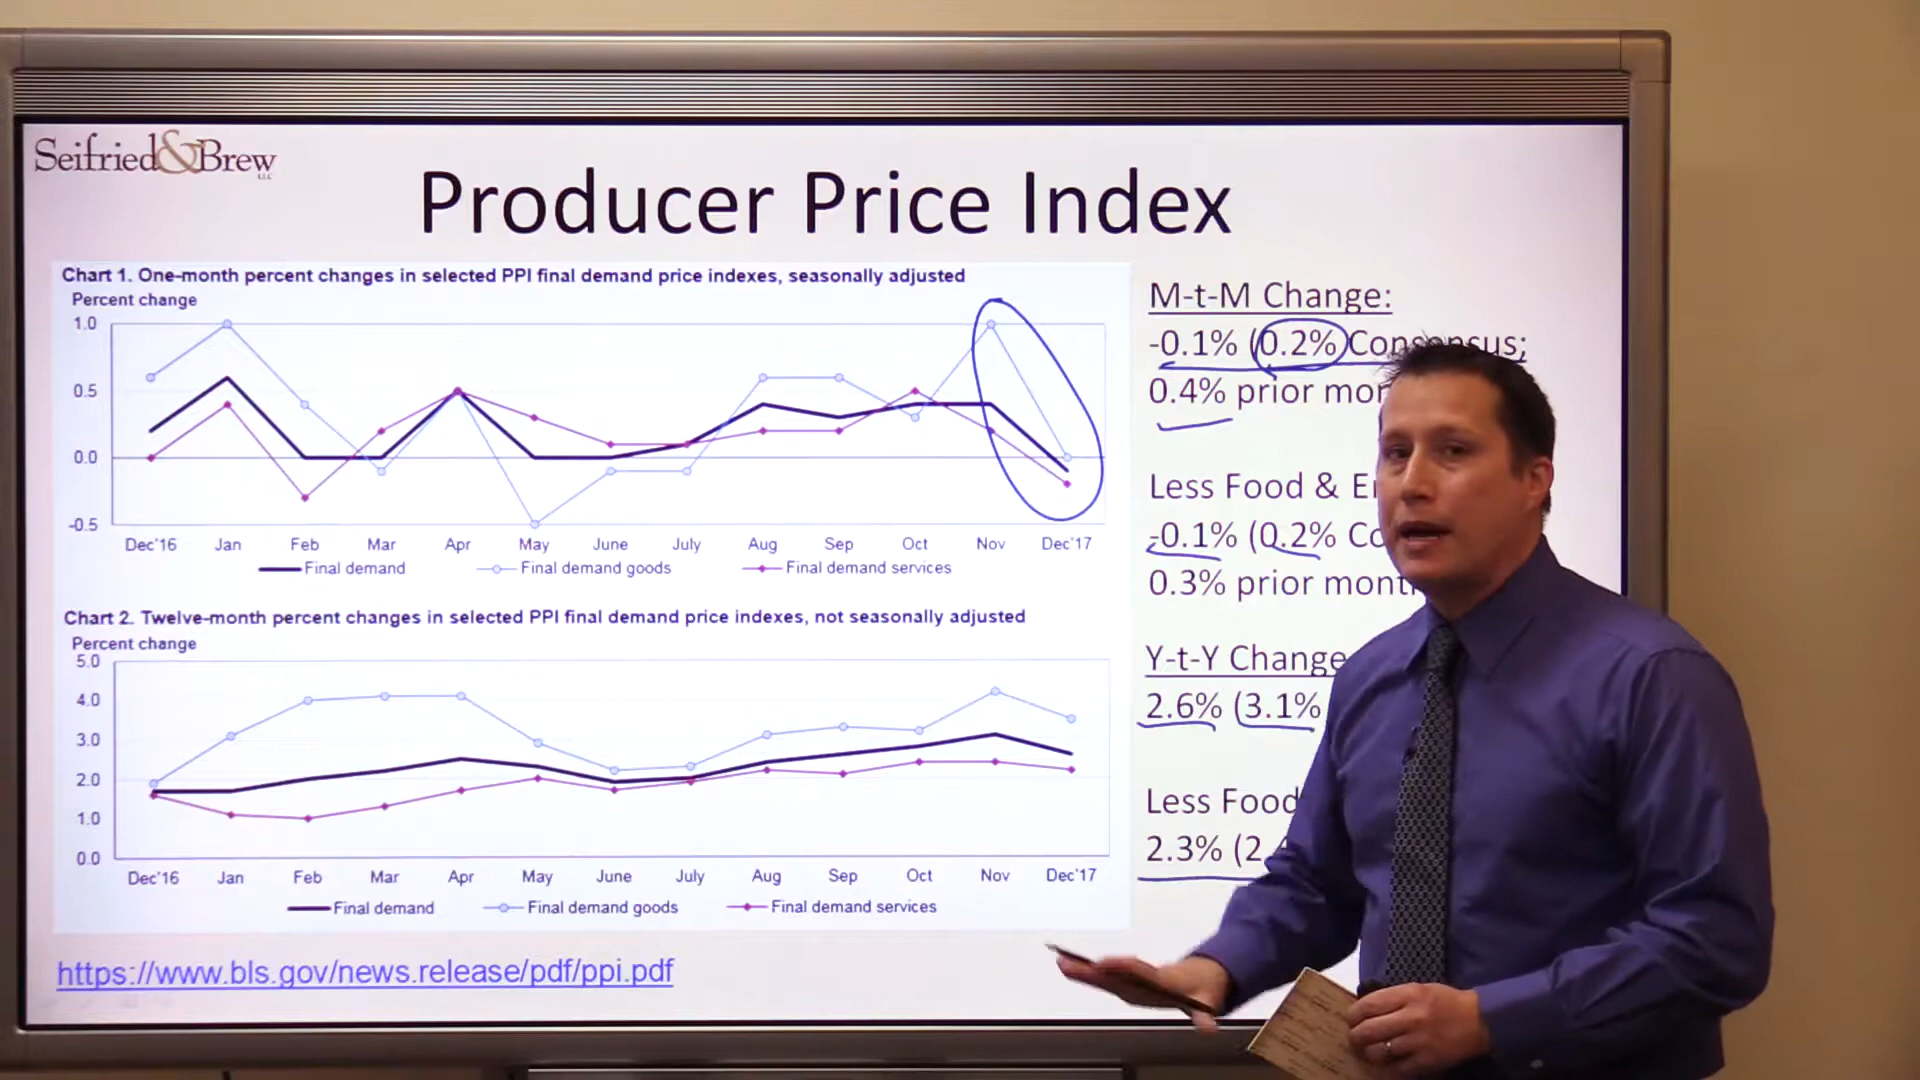 Seifried&Brew
LLC
Producer Price Index
Chart 1. One-month percent changes in selected PPI final demand price indexes, seasonally adjusted
Percent change
1.0
0.5
0.0
-0.5
Dec'16 Jan Feb Mar Apr May June July Aug Sep Oct Nov Dec'17
Final demand Final demand goods Final demand services
Chart 2. Twelve-month percent changes in selected PPI final demand price indexes, not seasonally adjusted
Percent change
5.0
4.0
3.0
2.0
1.0
0.0
Dec'16 Jan Feb Mar Apr May June July Aug Sep Oct Nov Dec'17
Final demand Final demand goods Final demand services
https://www.bls.gov/news.release/pdf/ppi.pdf
M-t-M Change:
-0.1% (0.2% Consensus;
0.4% prior
Less Food &
-0.1% (0.2%
0.3% prior
Y-t-Y Change
2.6% (3.1%
Less Food
2.3%